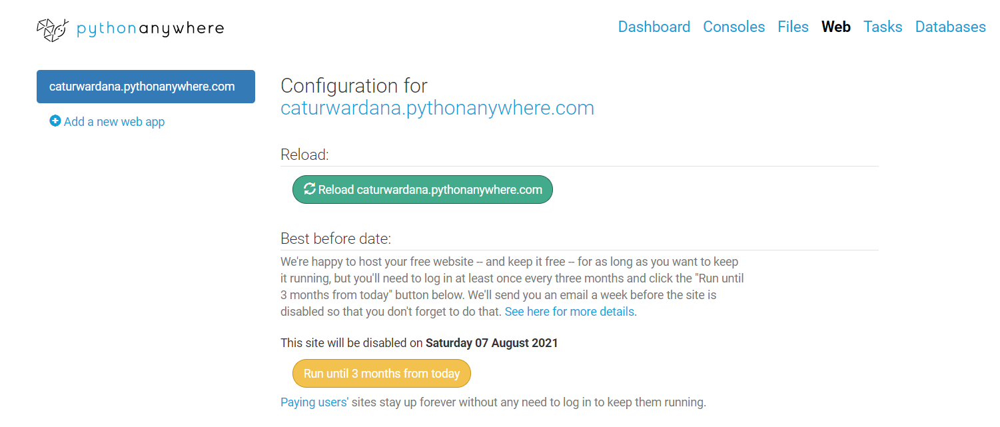 pythonanywhere
Dashboard Consoles Files Web Tasks Databases
caturwardana.pythonanywhere.com
Add a new web app
Configuration for
caturwardana.pythonanywhere.com
Reload:
Reload caturwardana.pythonanywhere.com
Best before date:
We're happy to host your free website -- and keep it free -- for as long as you want to keep
it running, but you'll need to log in at least once every three months and click the "Run until
3 months from today" button below. We'll send you an email a week before the site is
disabled so that you don't forget to do that. See here for more details.
This site will be disabled on Saturday 07 August 2021
Run until 3 months from today
Paying users' sites stay up forever without any need to log in to keep them running.